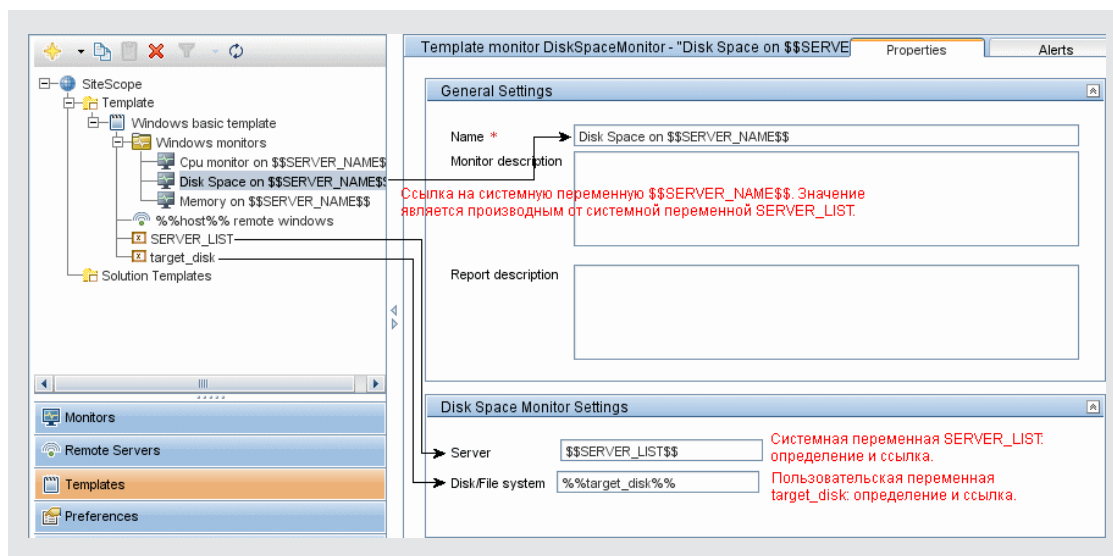 SiteScope
Template
Windows basic template
Windows monitors
Cpu monitor on $$SERVER_NAME$
Disk Space on $$SERVER_NAME$
Memory on $$SERVER_NAME$$
%%host%% remote windows
SERVER_LIST
target_disk
Solution Templates
Monitors
Remote Servers
Templates
Preferences
Template monitor DiskSpaceMonitor - "Disk Space on $$SERVE
Properties
Alerts
General Settings
Name *
Disk Space on $$SERVER_NAME$$
Monitor description
Ссылка на системную переменную $$SERVER_NAME$$. Значение
является производным от системной переменной SERVER_LIST.
Report description
Disk Space Monitor Settings
Server
$$SERVER_LIST$$
Системная переменная SERVER_LIST:
определение и ссылка.
Disk/File system
%%target_disk%%
Пользовательская переменная
target_disk: определение и ссылка.